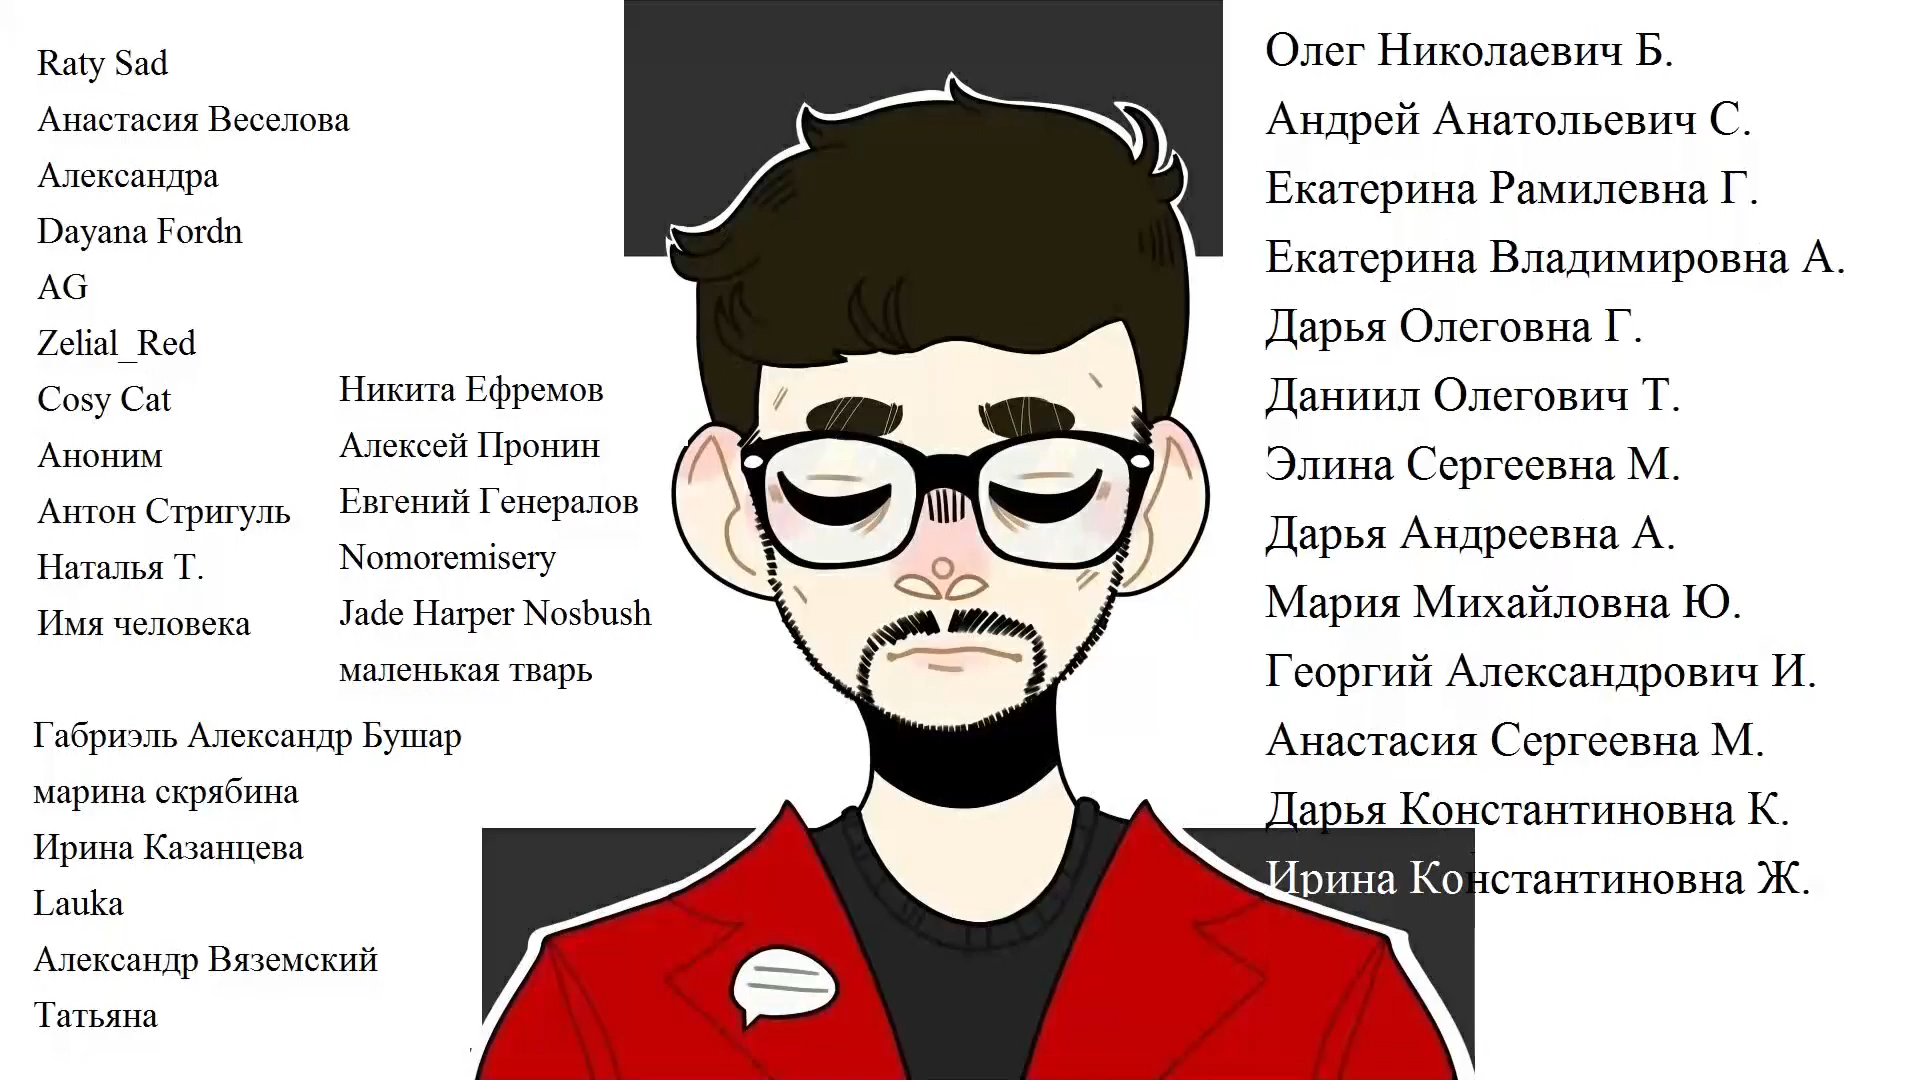 Raty Sad
Анастасия Веселова
Александра
Dayana Fordn
AG
Zelial_Red
Cosy Cat
Аноним
Антон Стригуль
Наталья Т.
Имя человека
Никита Ефремов
Алексей Пронин
Евгений Генералов
Nomoremisery
Jade Harper Nosbush
маленькая тварь
Габриэль Александр Бушар
марина скрябина
Ирина Казанцева
Lauka
Александр Вяземский
Татьяна
Олег Николаевич Б.
Андрей Анатольевич С.
Екатерина Рамилевна Г.
Екатерина Владимировна А.
Дарья Олеговна Г.
Даниил Олегович Т.
Элина Сергеевна М.
Дарья Андреевна А.
Мария Михайловна Ю.
Георгий Александрович И.
Анастасия Сергеевна М.
Дарья Константиновна К.
Ирина Константиновна Ж.